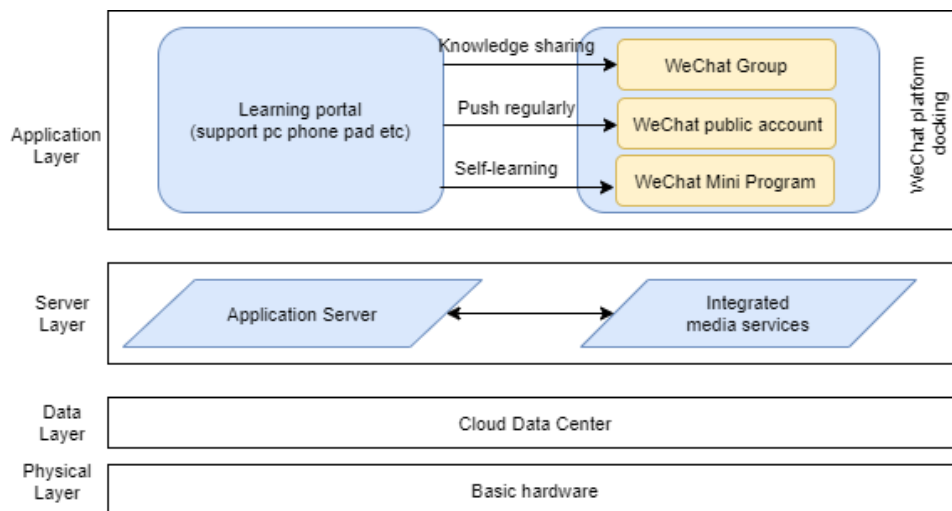 Application
Layer
Learning portal
(support pc phone pad etc)
Knowledge sharing
Push regularly
Self-learning
WeChat Group
WeChat public account
WeChat Mini Program
WeChat platform
docking
Server
Layer
Application Server
Integrated
media services
Data
Layer
Cloud Data Center
Physical
Layer
Basic hardware